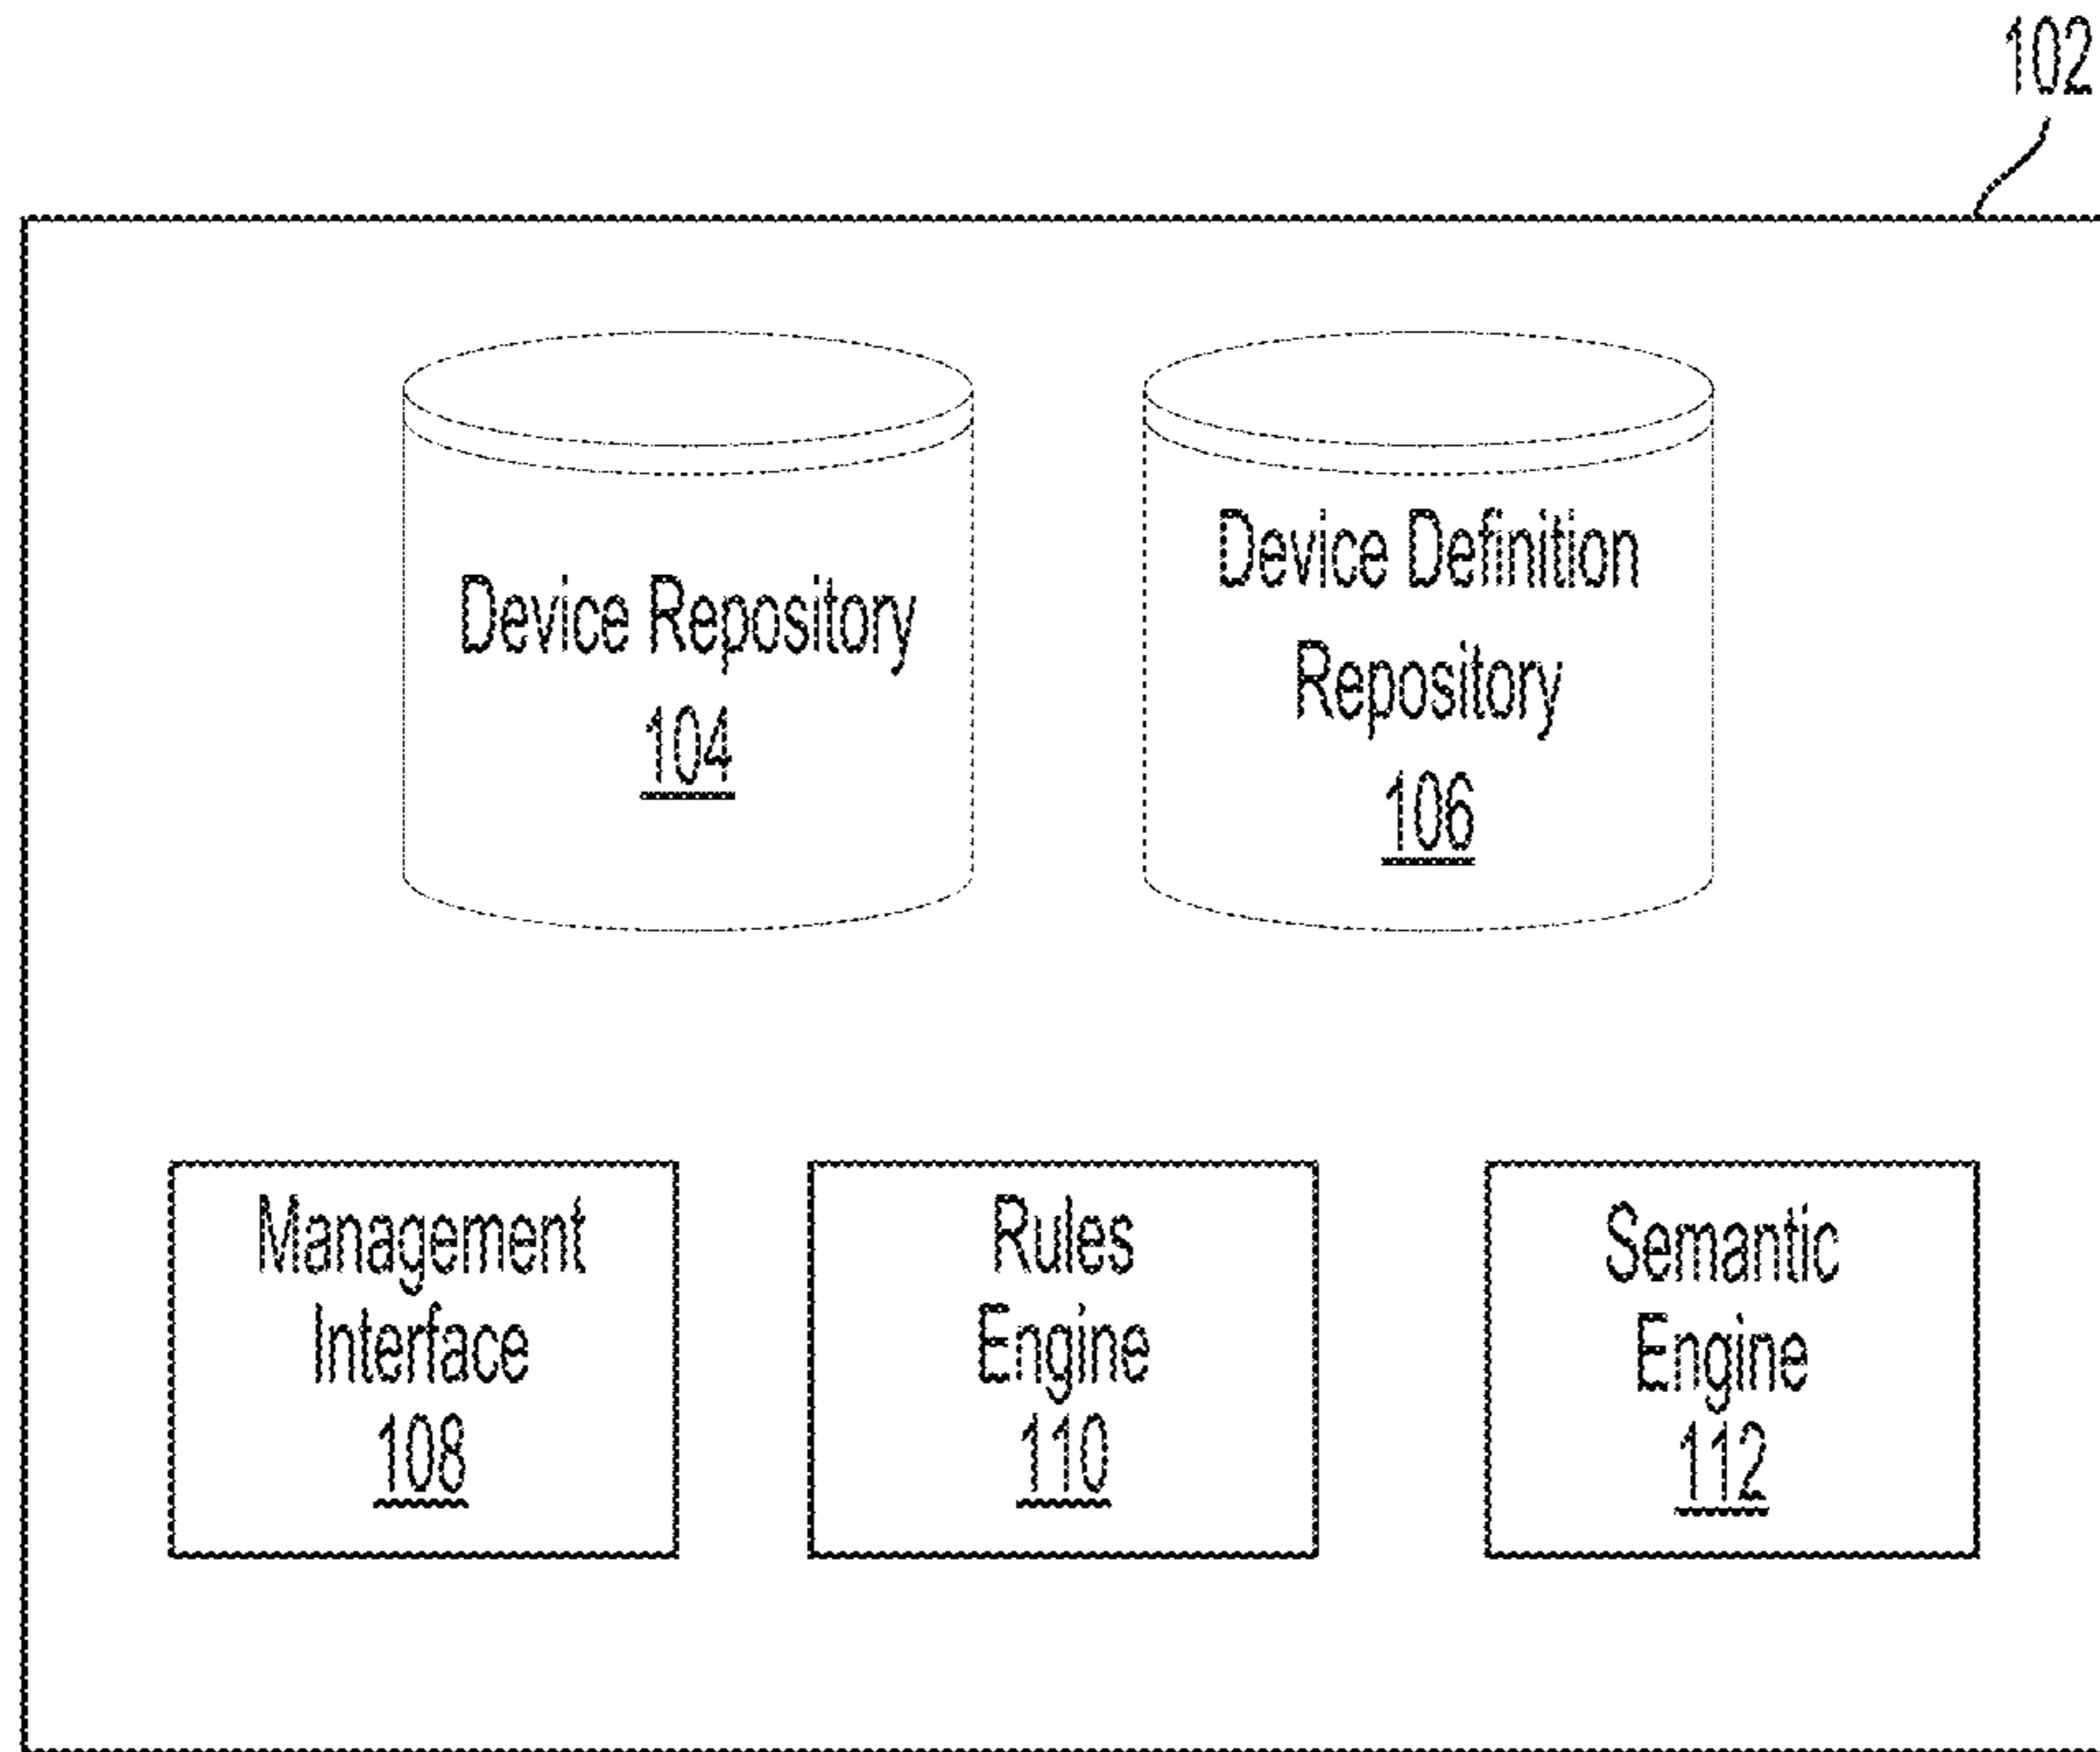 102
Device Repository
104
Device Definition
Repository
106
Management
Interface
108
Rules
Engine
110
Semantic
Engine
112